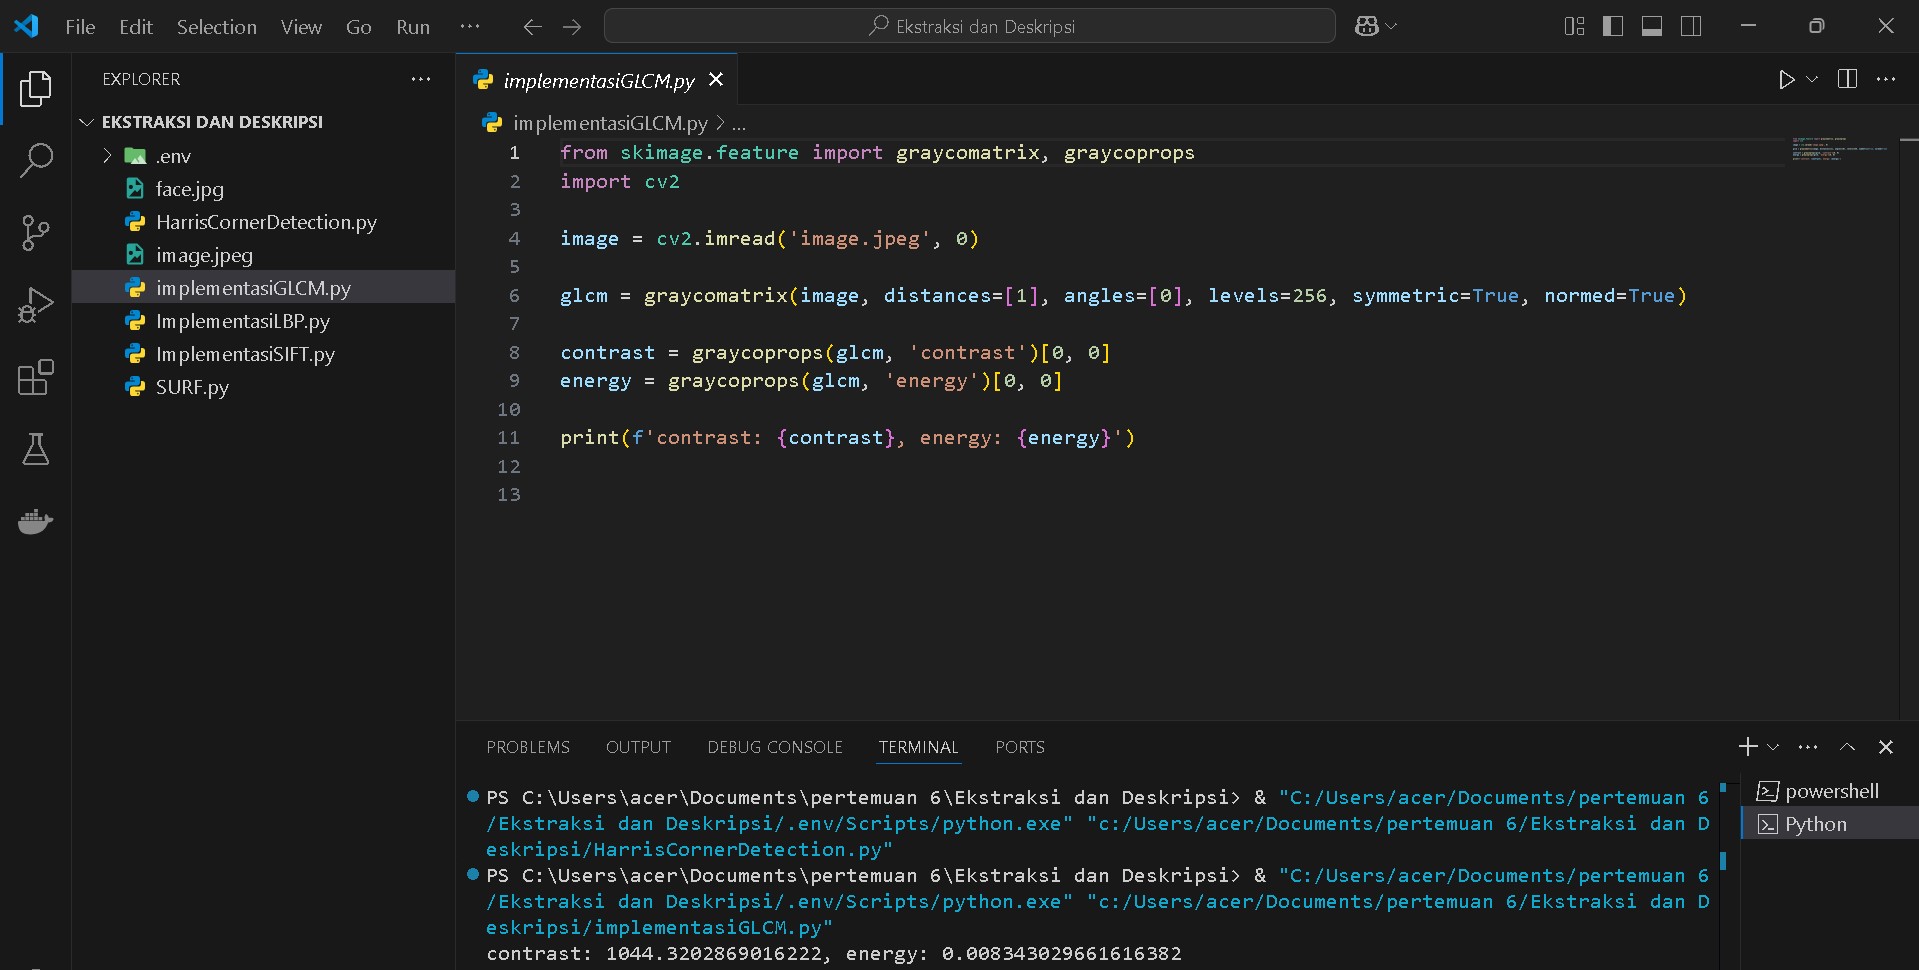 File Edit Selection View Go Run ...
Ekstraksi dan Deskripsi
EXPLORER
EKSTRAKSI DAN DESKRIPSI
.env
face.jpg
HarrisCornerDetection.py
image.jpeg
implementasiGLCM.py
ImplementasiLBP.py
ImplementasiSIFT.py
SURF.py
implementasiGLCM.py
implementasiGLCM.py > ...
1 from skimage.feature import graycomatrix, graycoprops
2 import cv2
3
4 image = cv2.imread('image.jpeg', 0)
5
6 glcm = graycomatrix(image, distances=[1], angles=[0], levels=256, symmetric=True, normed=True)
7
8 contrast = graycoprops(glcm, 'contrast')[0, 0]
9 energy = graycoprops(glcm, 'energy')[0, 0]
10
11 print(f'contrast: {contrast}, energy: {energy}')
12
13
PROBLEMS OUTPUT DEBUG CONSOLE TERMINAL PORTS
PS C:\Users\acer\Documents\pertemuan 6\Ekstraksi dan Deskripsi> & "C:/Users/acer/Documents/pertemuan 6
/Ekstraksi dan Deskripsi/.env/Scripts/python.exe" "c:/Users/acer/Documents/pertemuan 6/Ekstraksi dan D
eskripsi/HarrisCornerDetection.py"
PS C:\Users\acer\Documents\pertemuan 6\Ekstraksi dan Deskripsi> & "C:/Users/acer/Documents/pertemuan 6
/Ekstraksi dan Deskripsi/.env/Scripts/python.exe" "c:/Users/acer/Documents/pertemuan 6/Ekstraksi dan D
eskripsi/implementasiGLCM.py"
contrast: 1044.3202869016222, energy: 0.008343029661616382
powershell
Python